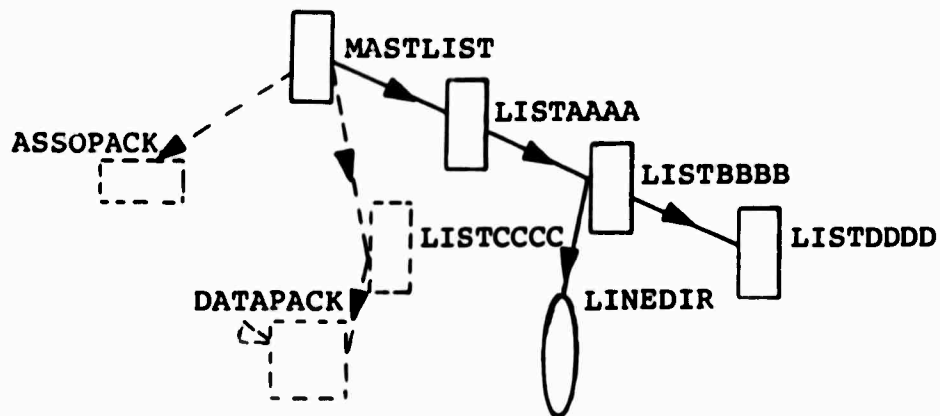 MASTLIST
LISTAAAA
ASSOPACK
LISTBBBB
LISTCCCC
LISTDDDD
DATAPACK
LINEDIR